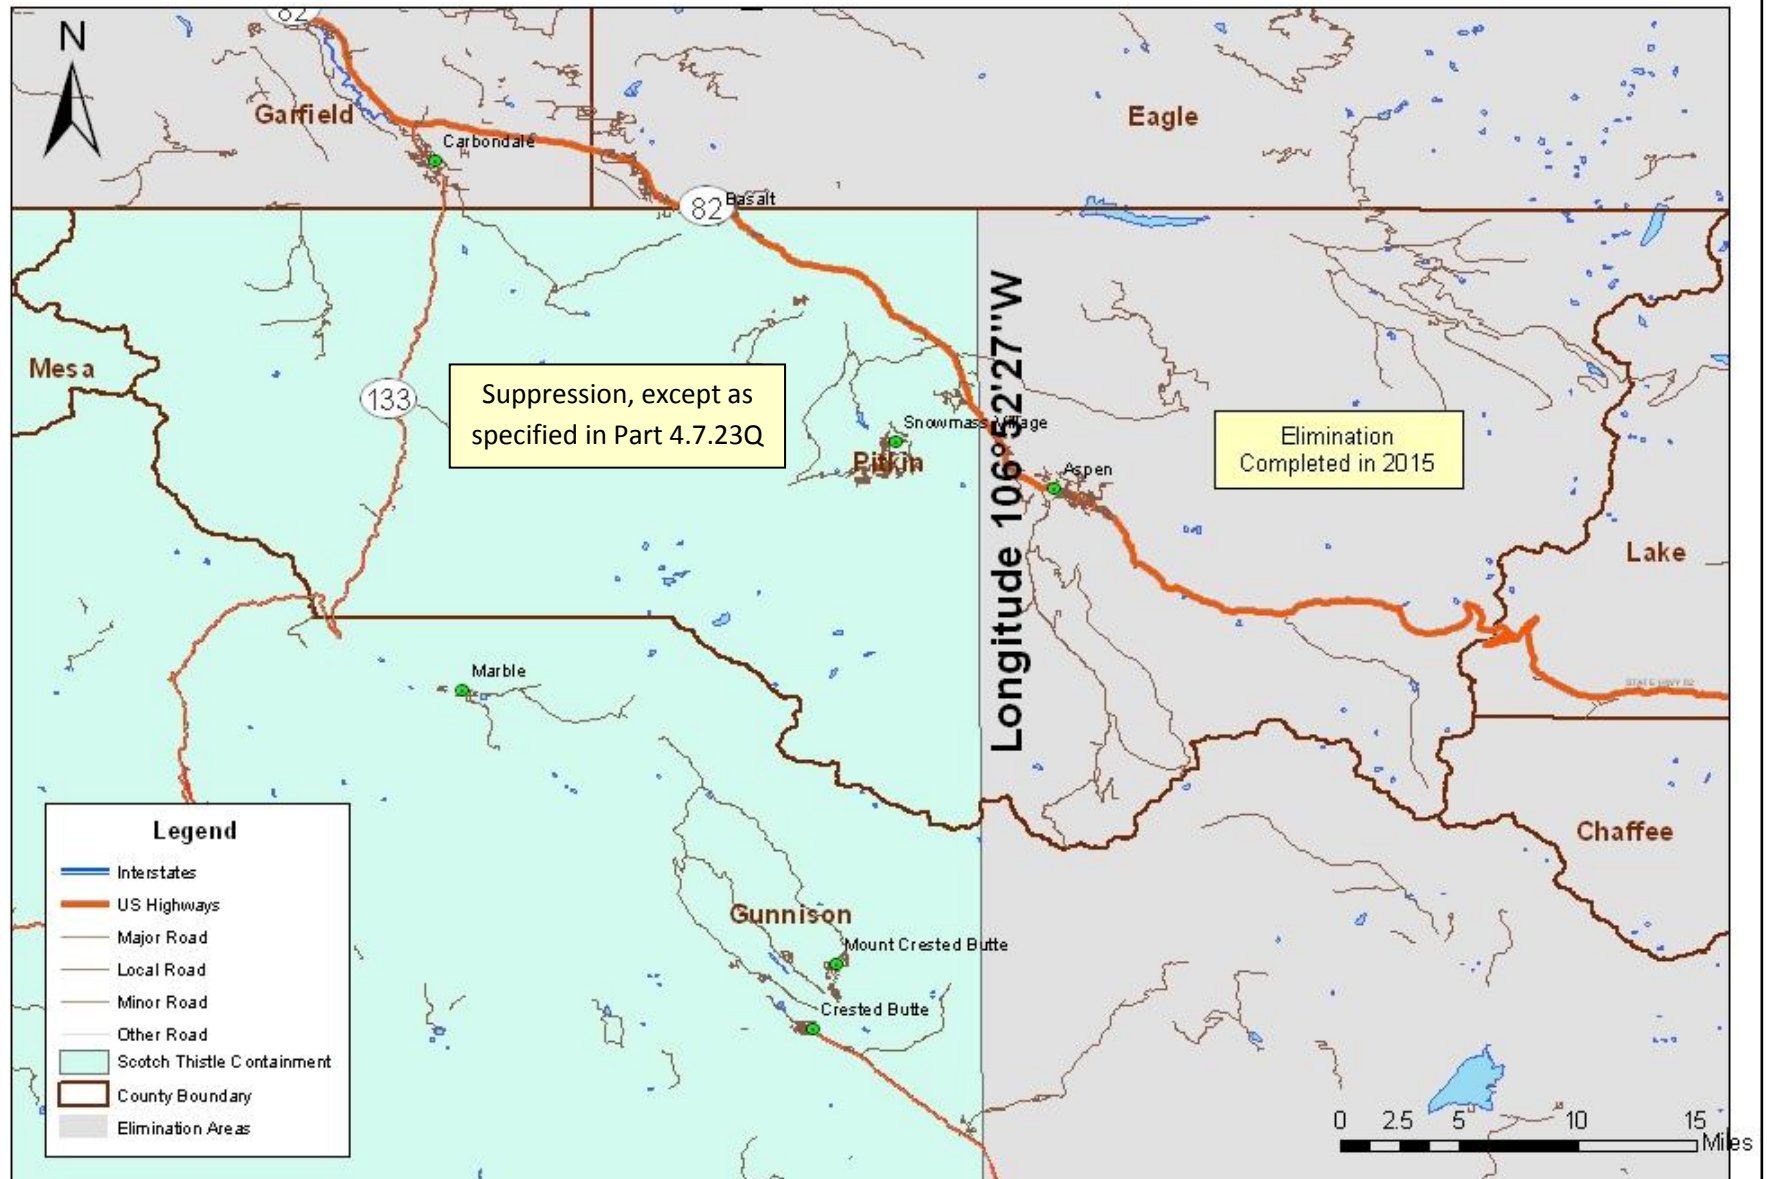 82
N
Garfield
Eagle
Carbondale
82
Basalt
Mesa
133
Suppression, except as
specified in Part 4.7.23Q
Longitude 106°52'27"W
Snowmass Village
Pitkin
Aspen
Elimination
Completed in 2015
Lake
Marble
STATE HWY 82
Chaffee
Gunnison
Mount Crested Butte
Crested Butte
Legend
Interstates
US Highways
Major Road
Local Road
Minor Road
Other Road
Scotch Thistle Containment
County Boundary
Elimination Areas
0 2.5 5 10 15
Miles